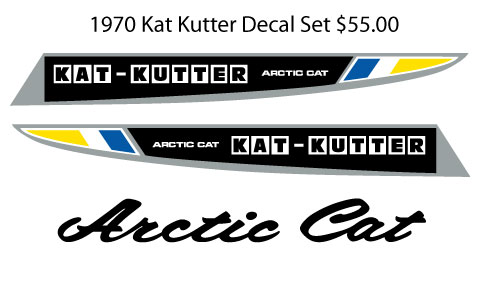 1970 Kat Kutter Decal Set $55.00
KAT-KUTTER ARCTIC CAT
ARCTIC CAT KAT-KUTTER
Arctic Cat